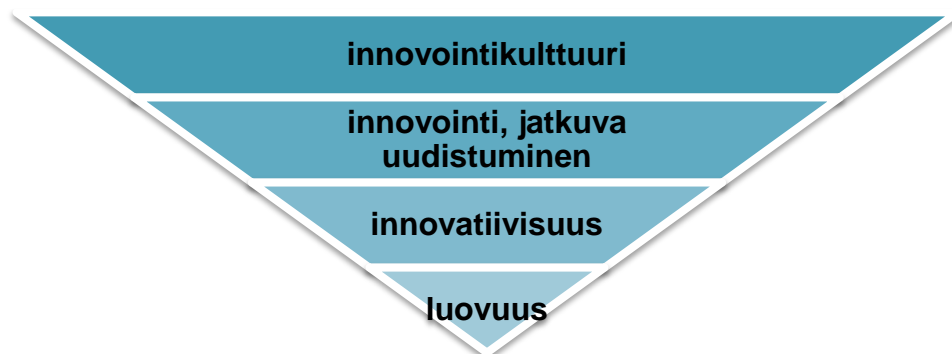 innovointikulttuuri
innovointi, jatkuva
uudistuminen
innovatiivisuus
luovuus